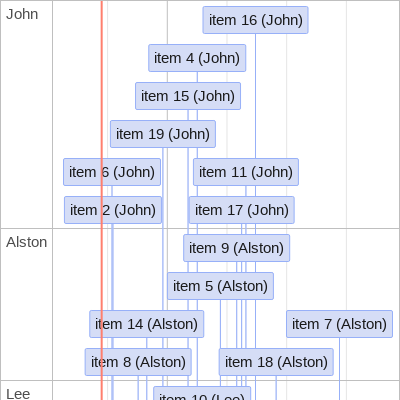 John
item 16 (John)
item 4 (John)
item 15 (John)
item 19 (John)
item 6 (John)
item 11 (John)
item 2 (John)
item 17 (John)
Alston
item 9 (Alston)
item 5 (Alston)
item 14 (Alston)
item 7 (Alston)
item 8 (Alston)
item 18 (Alston)
Lee
item 10 (Lee)